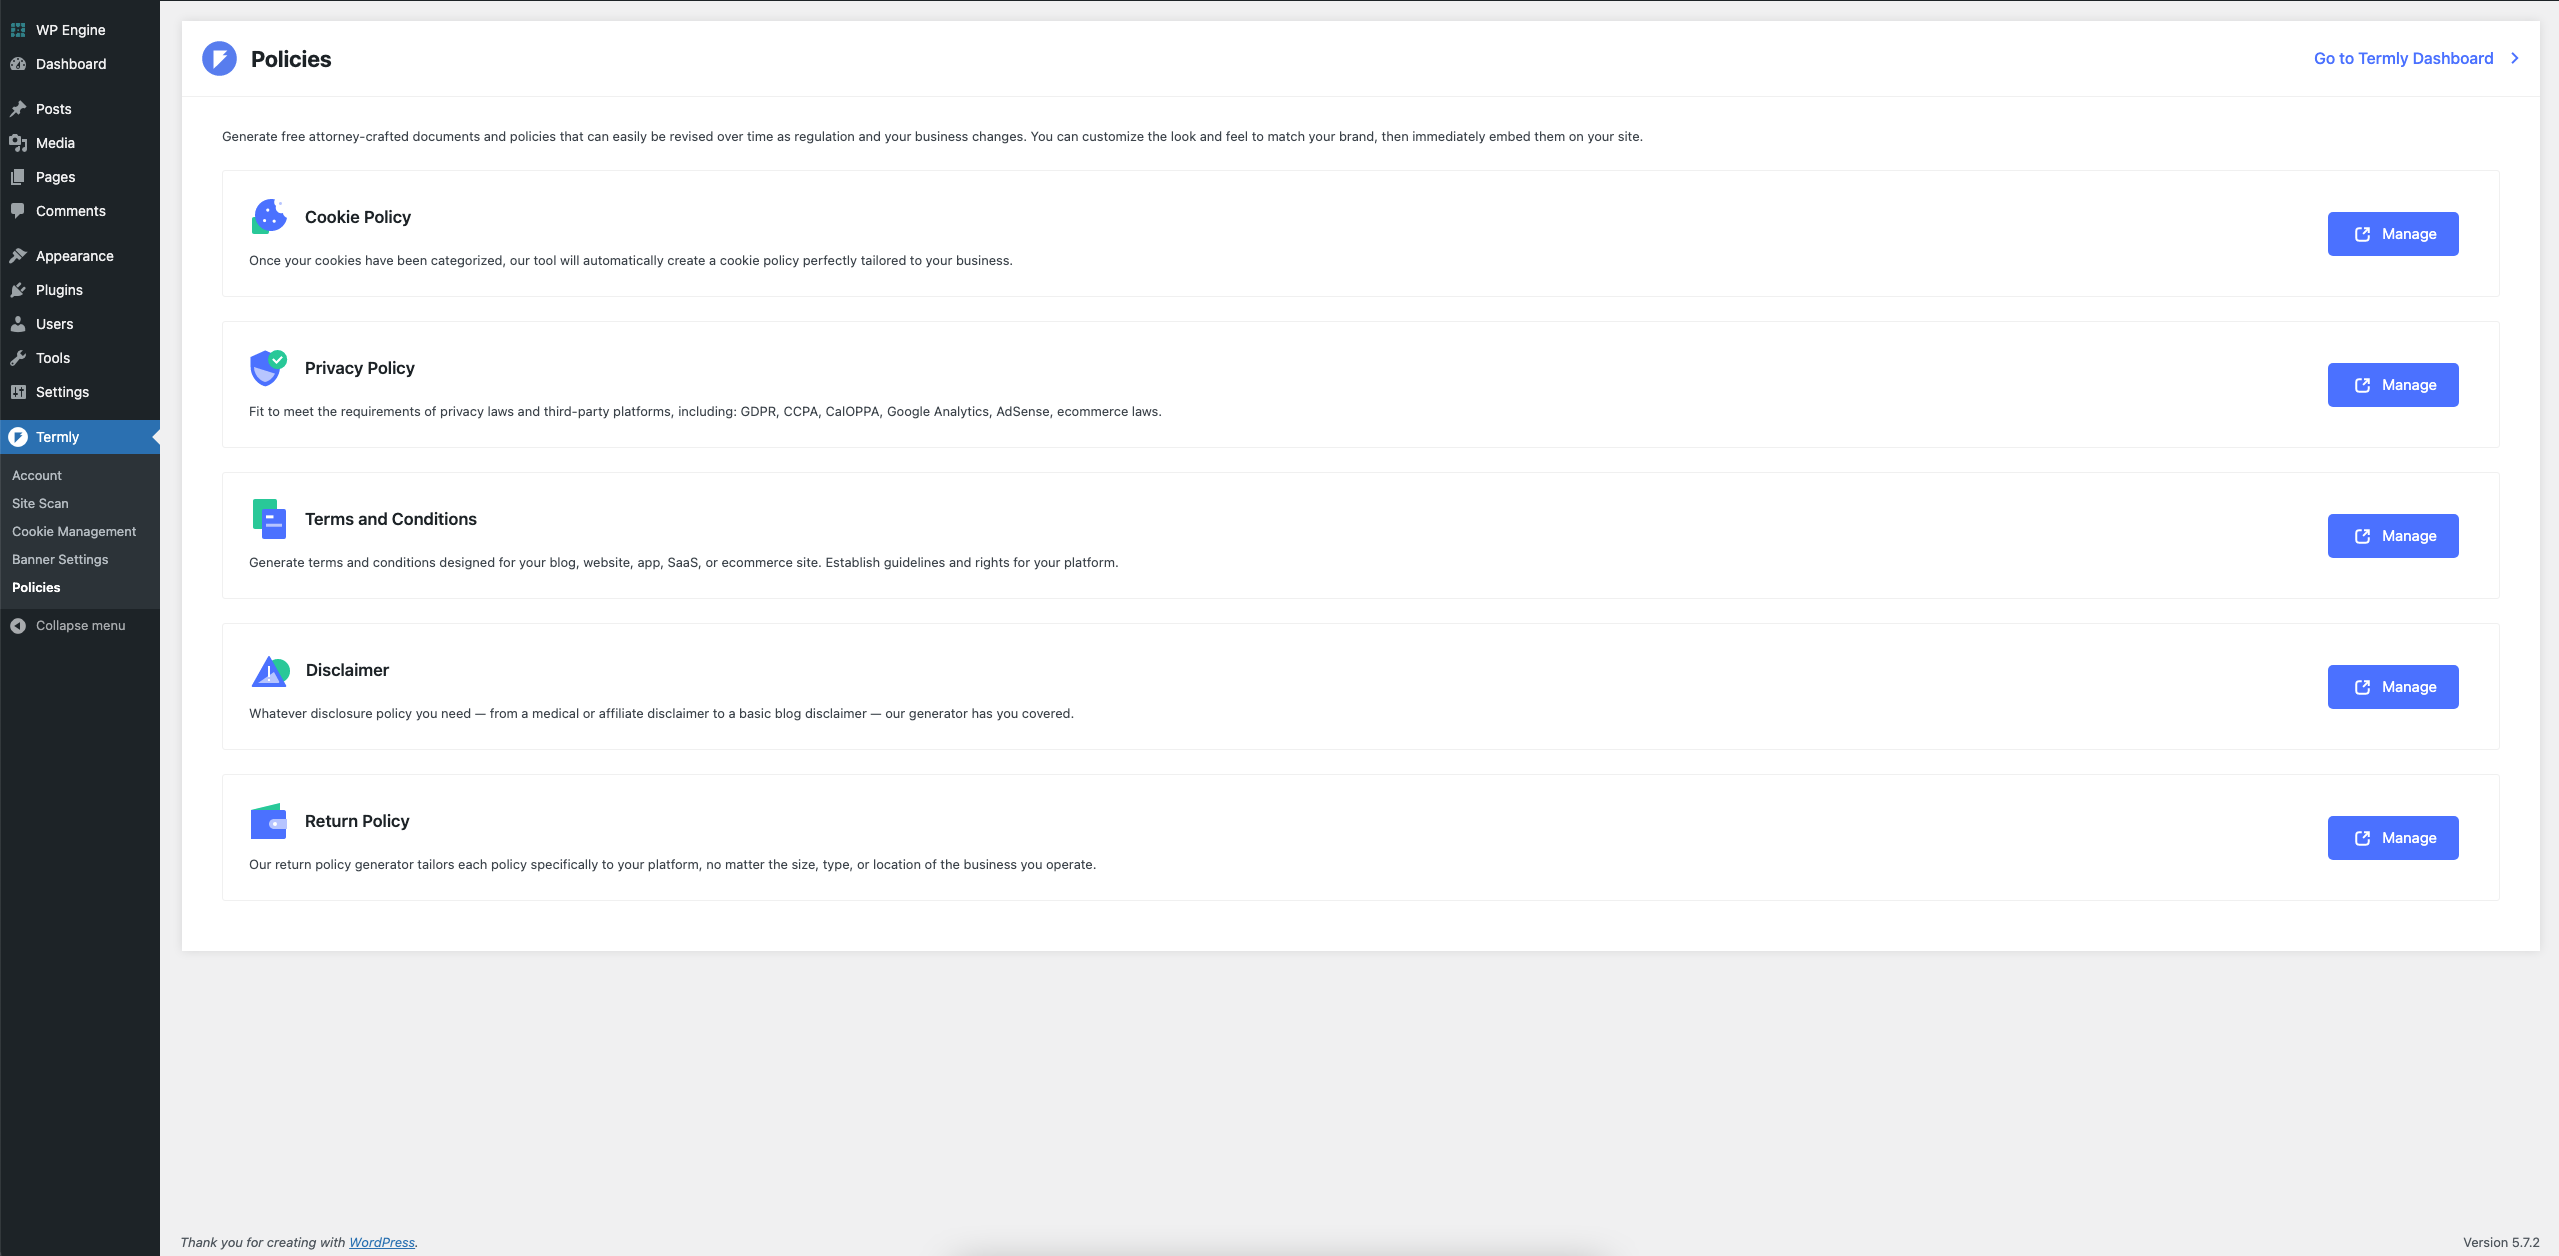 WP Engine
Dashboard
Posts
Media
Pages
Comments
Appearance
Plugins
Users
Tools
Settings
Termly
Account
Site Scan
Cookie Management
Banner Settings
Policies
Collapse menu
Policies
Go to Termly Dashboard
Generate free attorney-crafted documents and policies that can easily be revised over time as regulation and your business changes. You can customize the look and feel to match your brand, then immediately embed them on your site.
Cookie Policy
Once your cookies have been categorized, our tool will automatically create a cookie policy perfectly tailored to your business.
Manage
Privacy Policy
Fit to meet the requirements of privacy laws and third-party platforms, including: GDPR, CCPA, CalOPPA, Google Analytics, AdSense, ecommerce laws.
Manage
Terms and Conditions
Generate terms and conditions designed for your blog, website, app, SaaS, or ecommerce site. Establish guidelines and rights for your platform.
Manage
Disclaimer
Whatever disclosure policy you need — from a medical or affiliate disclaimer to a basic blog disclaimer — our generator has you covered.
Manage
Return Policy
Our return policy generator tailors each policy specifically to your platform, no matter the size, type, or location of the business you operate.
Manage
Thank you for creating with WordPress.
Version 5.7.2